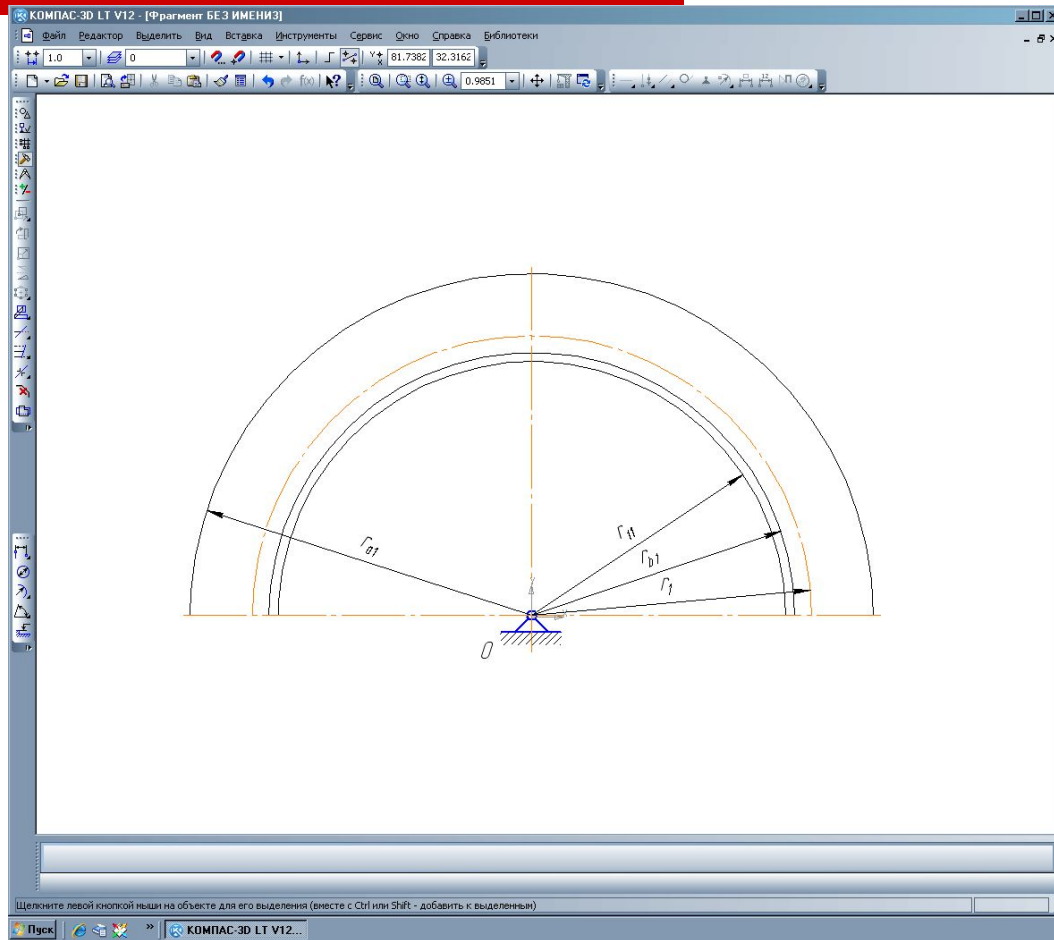 КОМПАС-3D LT V12 - [Фрагмент БЕЗ ИМЕНИ3]
Файл Редактор Выделить Вид Вставка Инструменты Сервис Окно Справка Библиотеки
1.0 0 81.7382 32.3162
0.9851
ra1
rf1
rb1
r1
O
Щелкните левой кнопкой мыши на объекте для его выделения (вместе с Ctrl или Shift - добавить к выделенным)
Пуск КОМПАС-3D LT V12...